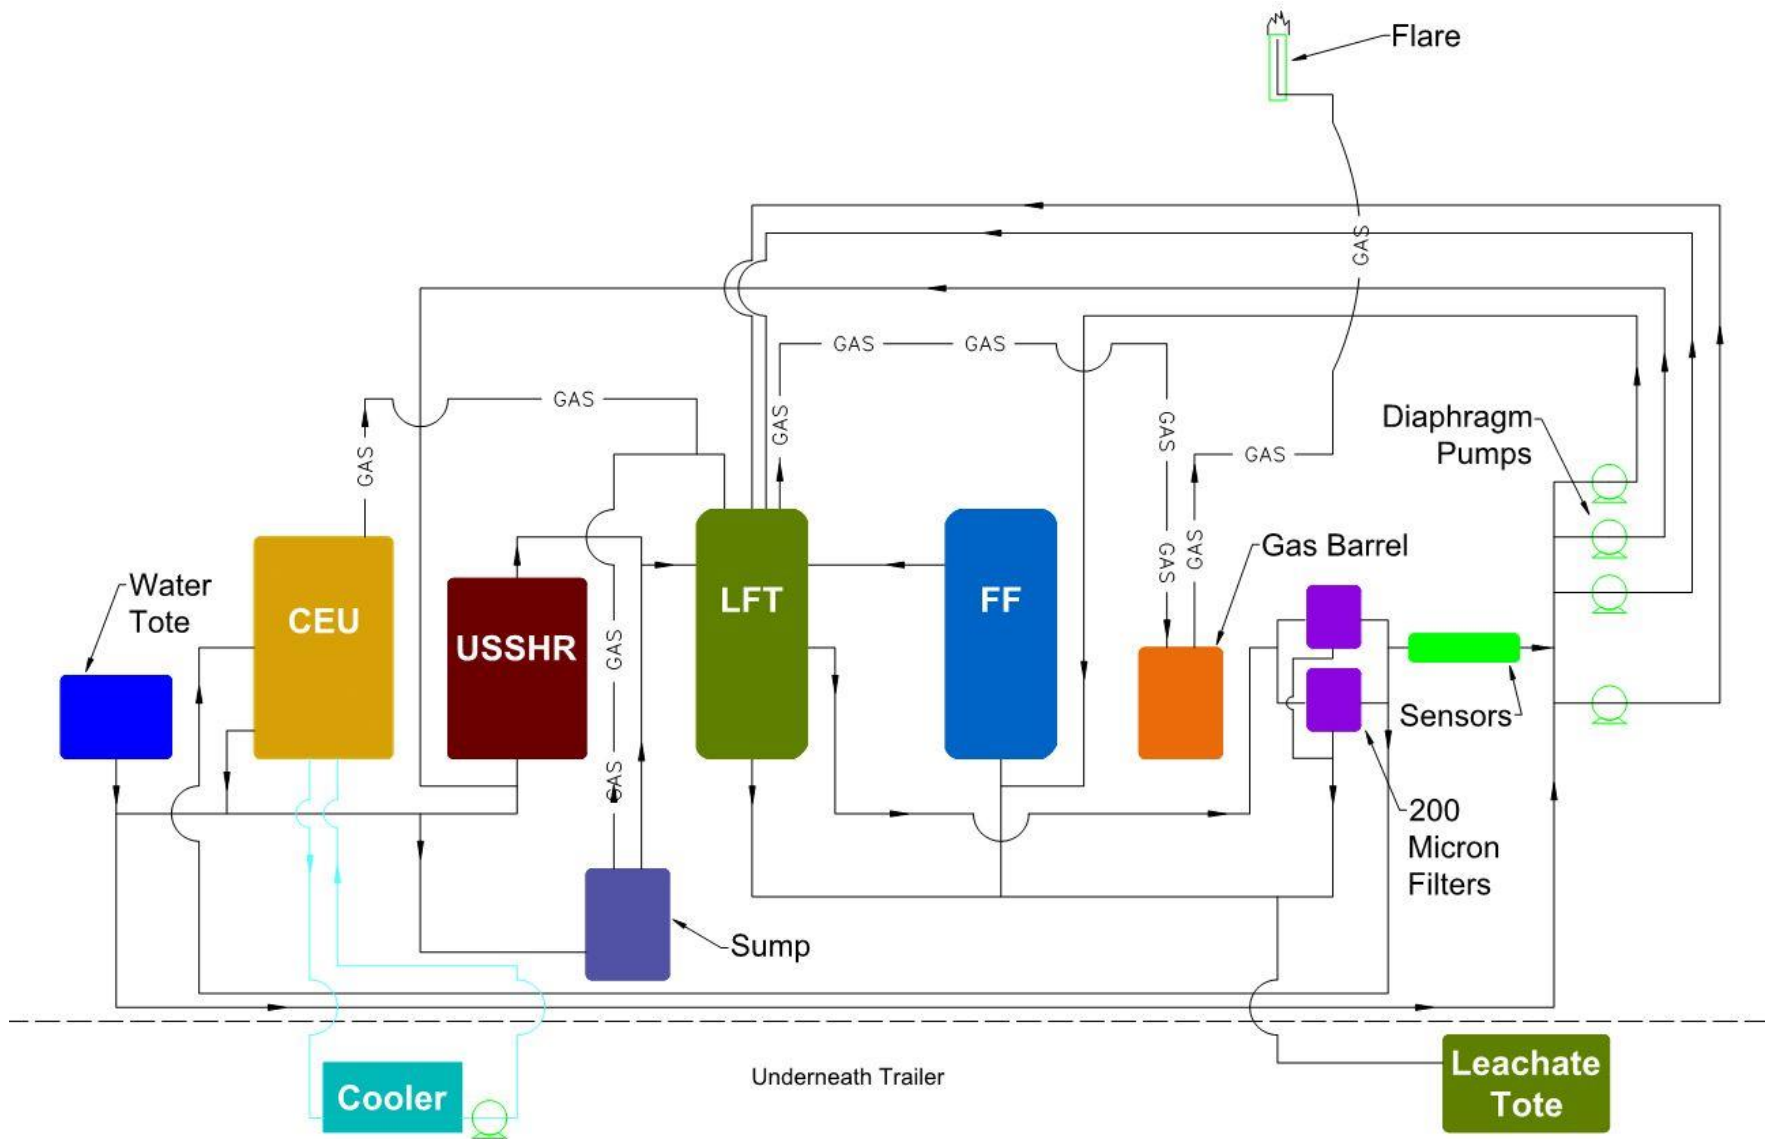 Flare
GAS
GAS
GAS
GAS
GAS
GAS
GAS
GAS
GAS
GAS
GAS
GAS
GAS
Diaphragm
Pumps
Gas Barrel
Water
Tote
CEU
USSHR
LFT
FF
Sensors
200
Micron
Filters
Sump
Underneath Trailer
Cooler
Leachate
Tote